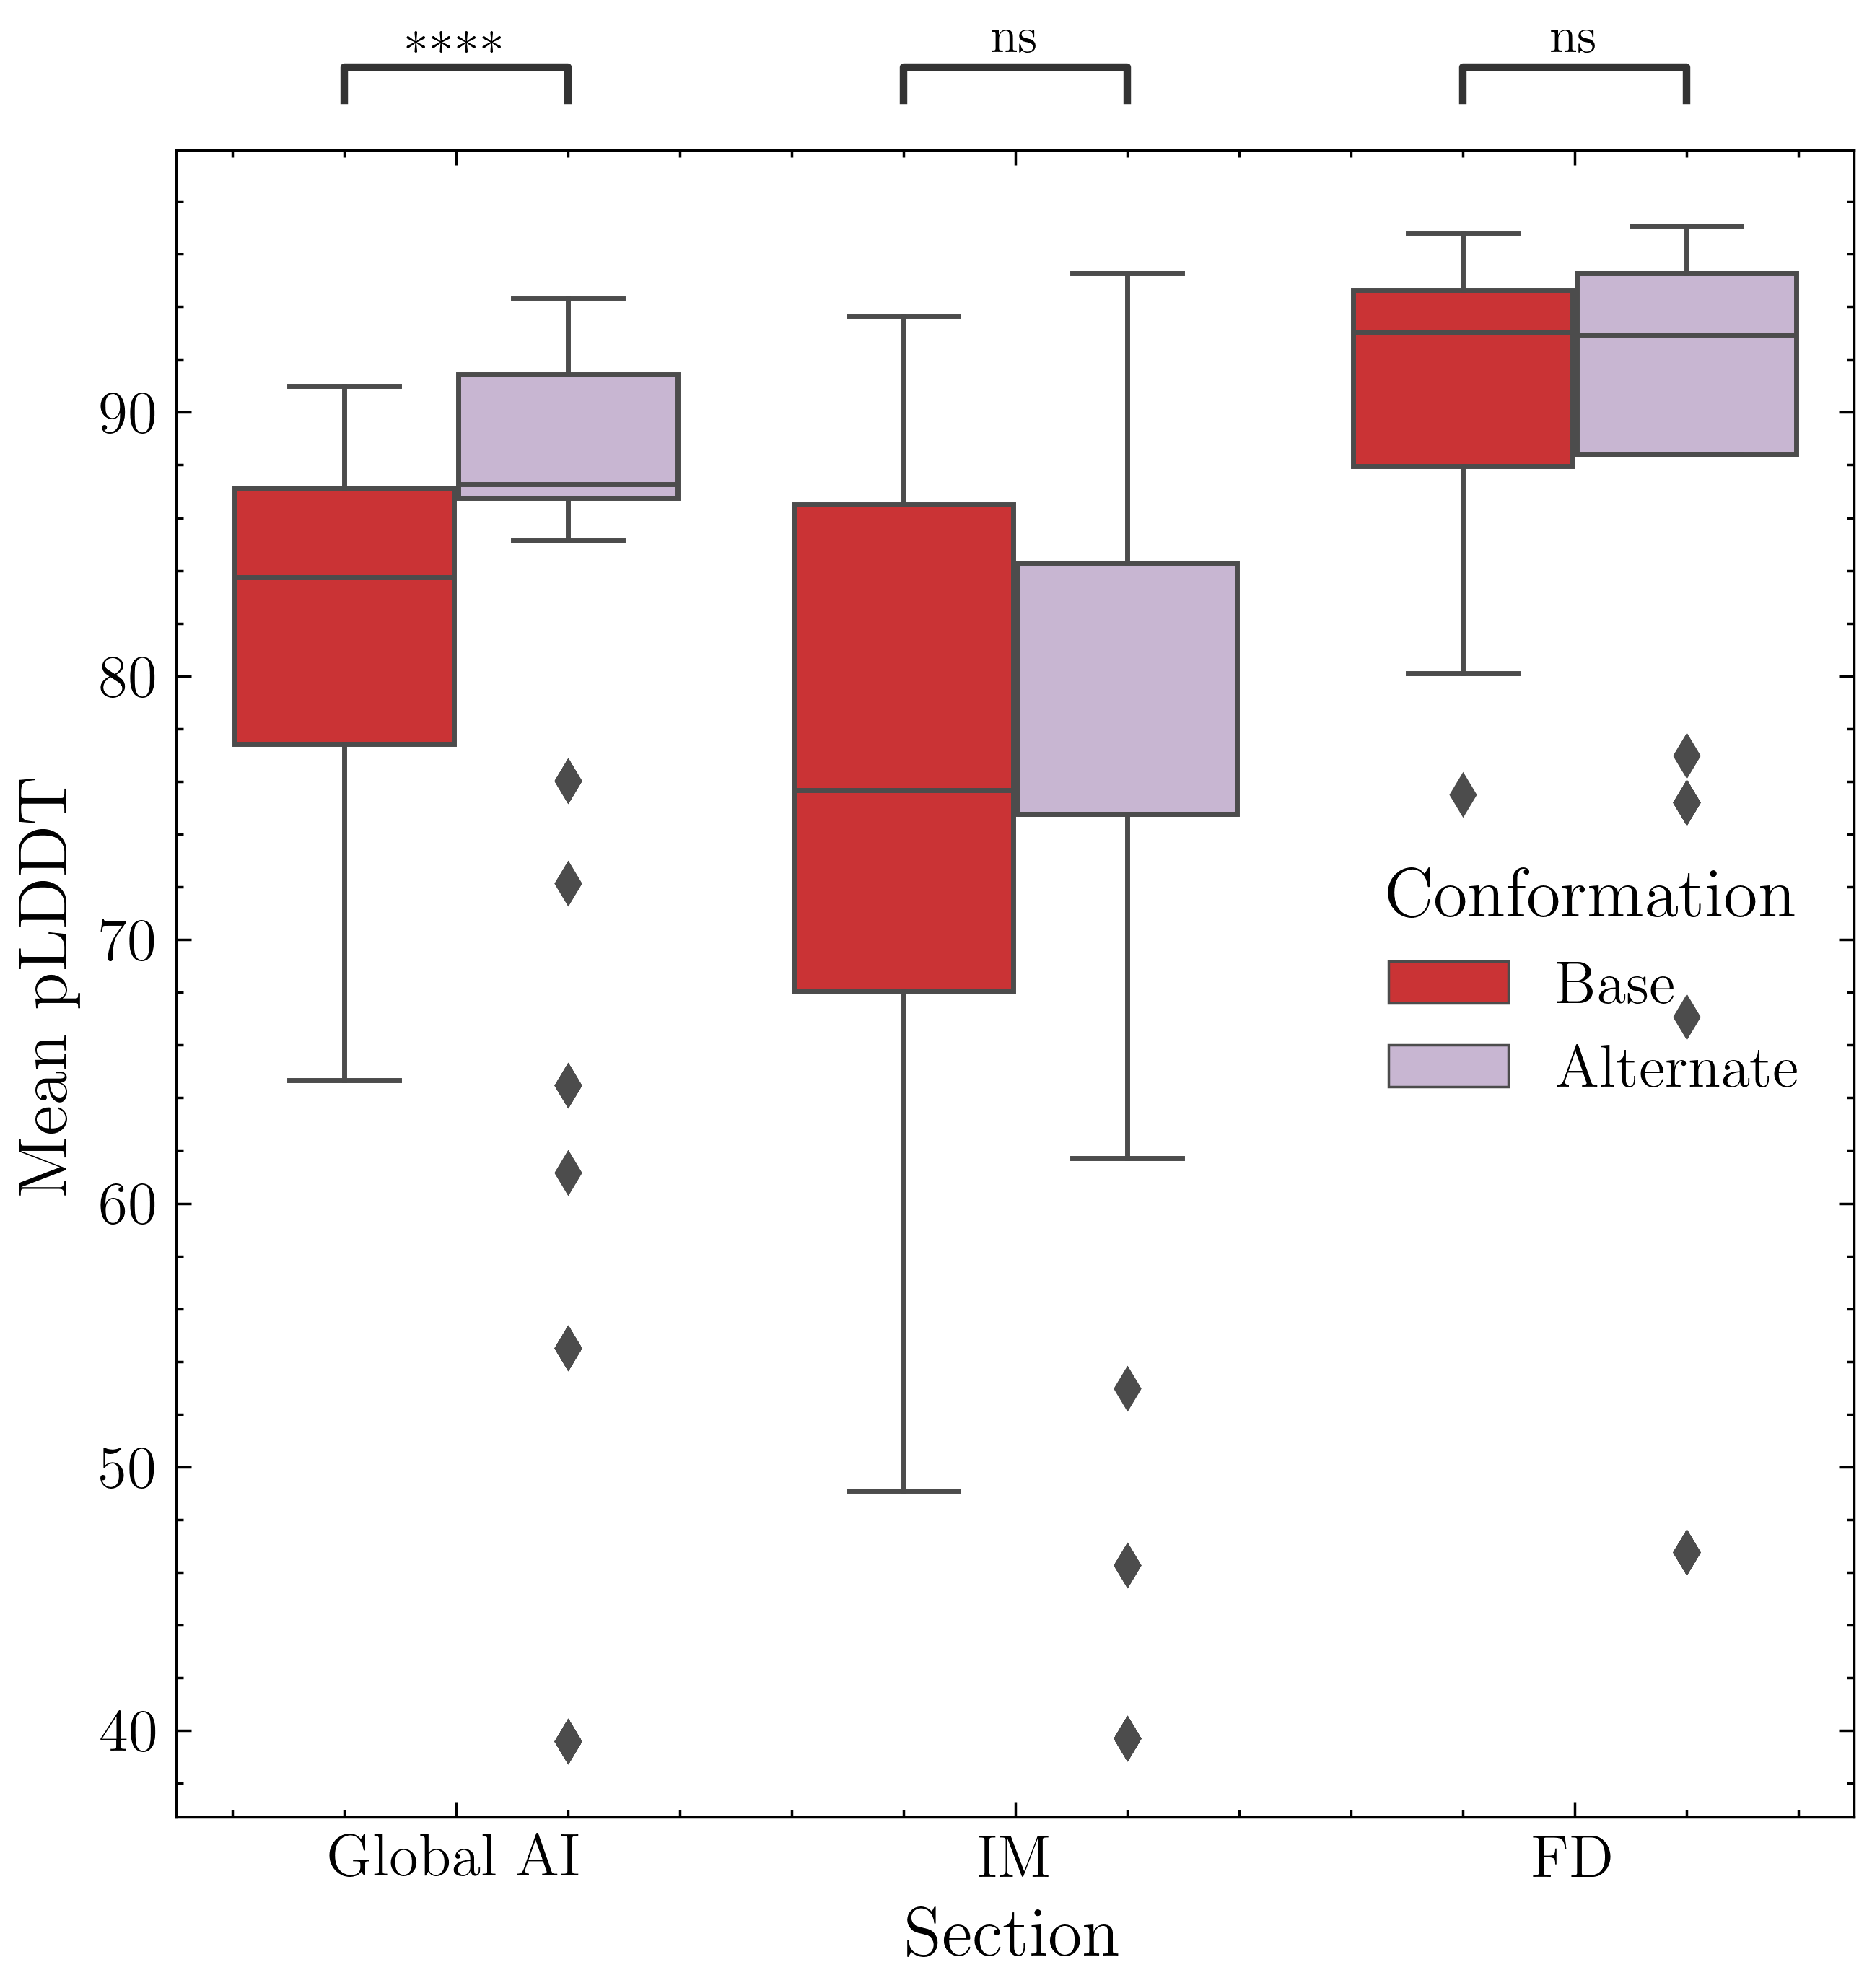 **** ns ns
90
80
70
60
50
40
Mean pLDDT
Conformation
Base
Alternate
Global AI IM FD
Section